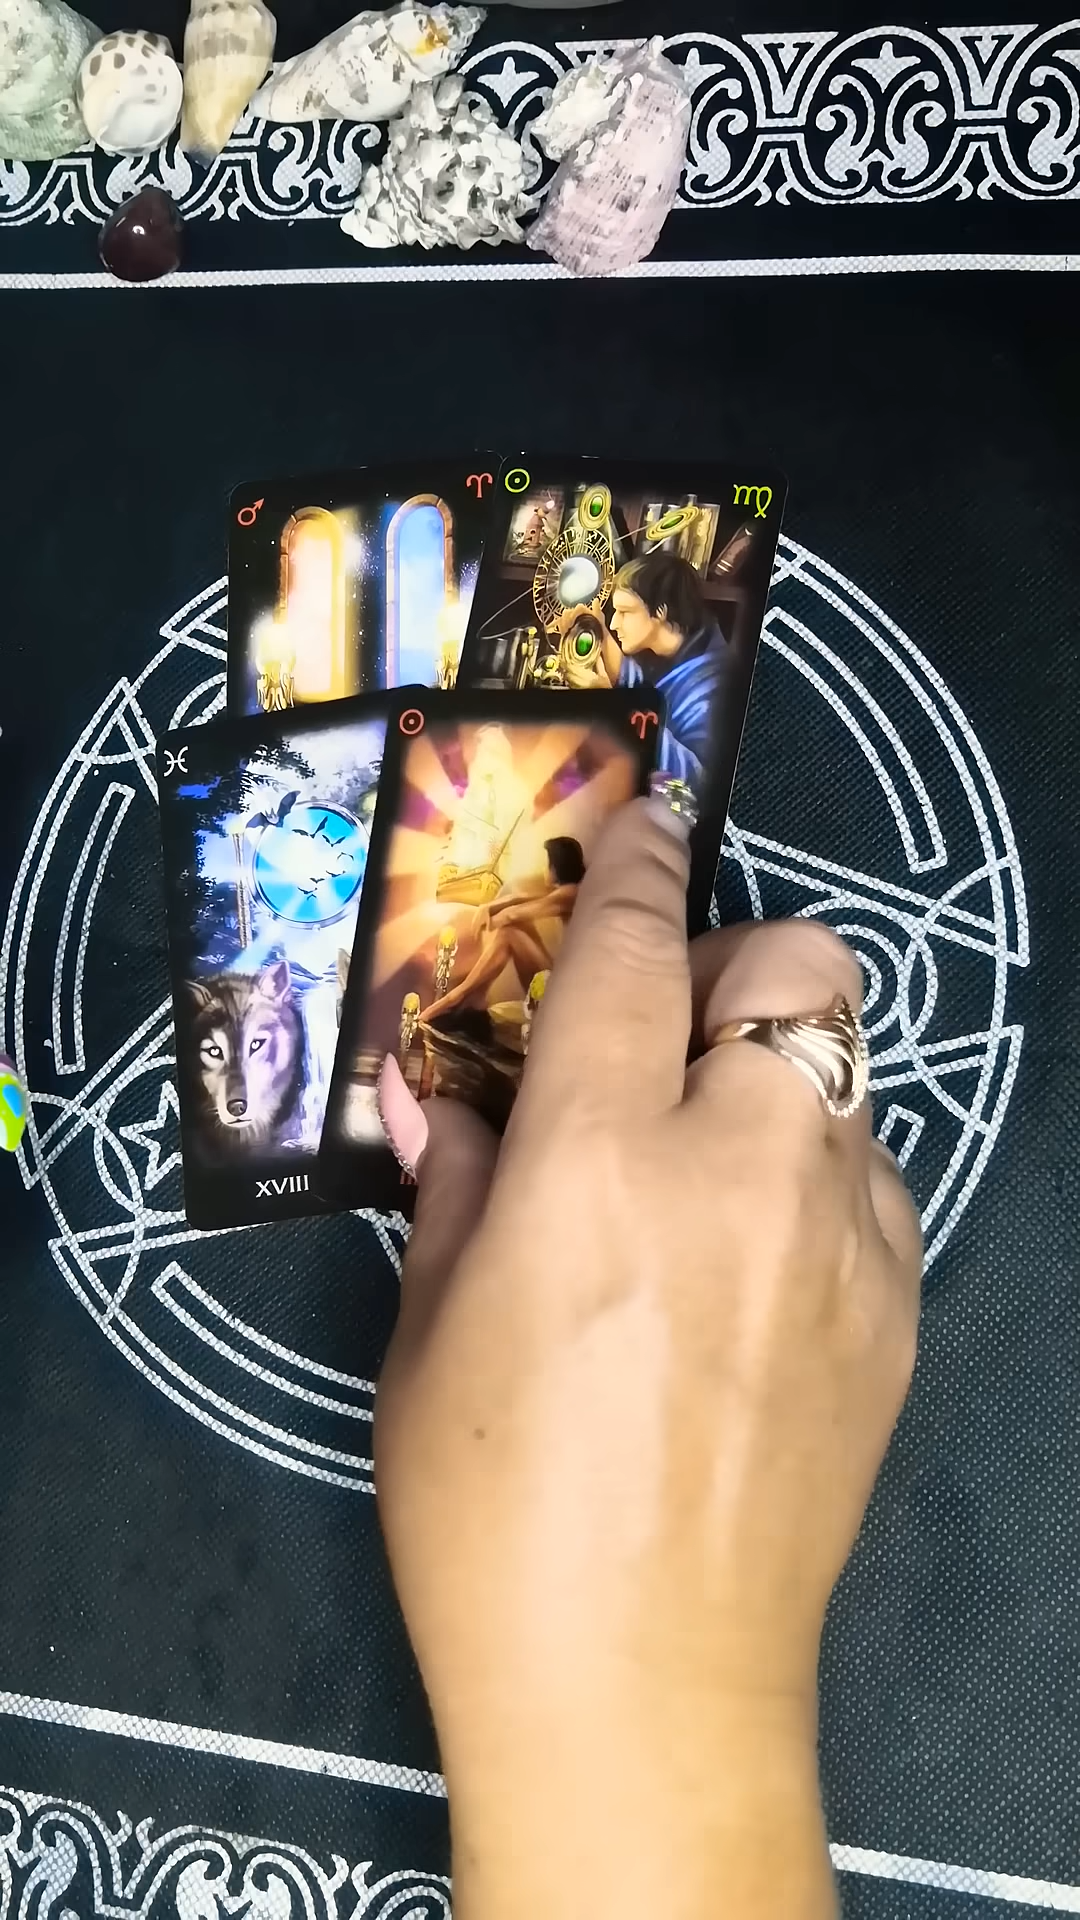 ♂ ♈
☉ ♍
♓
☉ ♈
XVIII